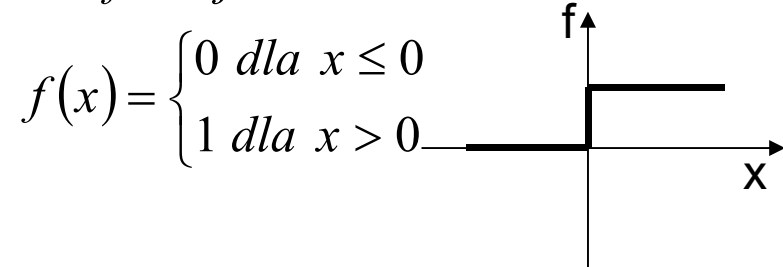 f(x) = {0 dla x ≤ 0
1 dla x > 0
f
x